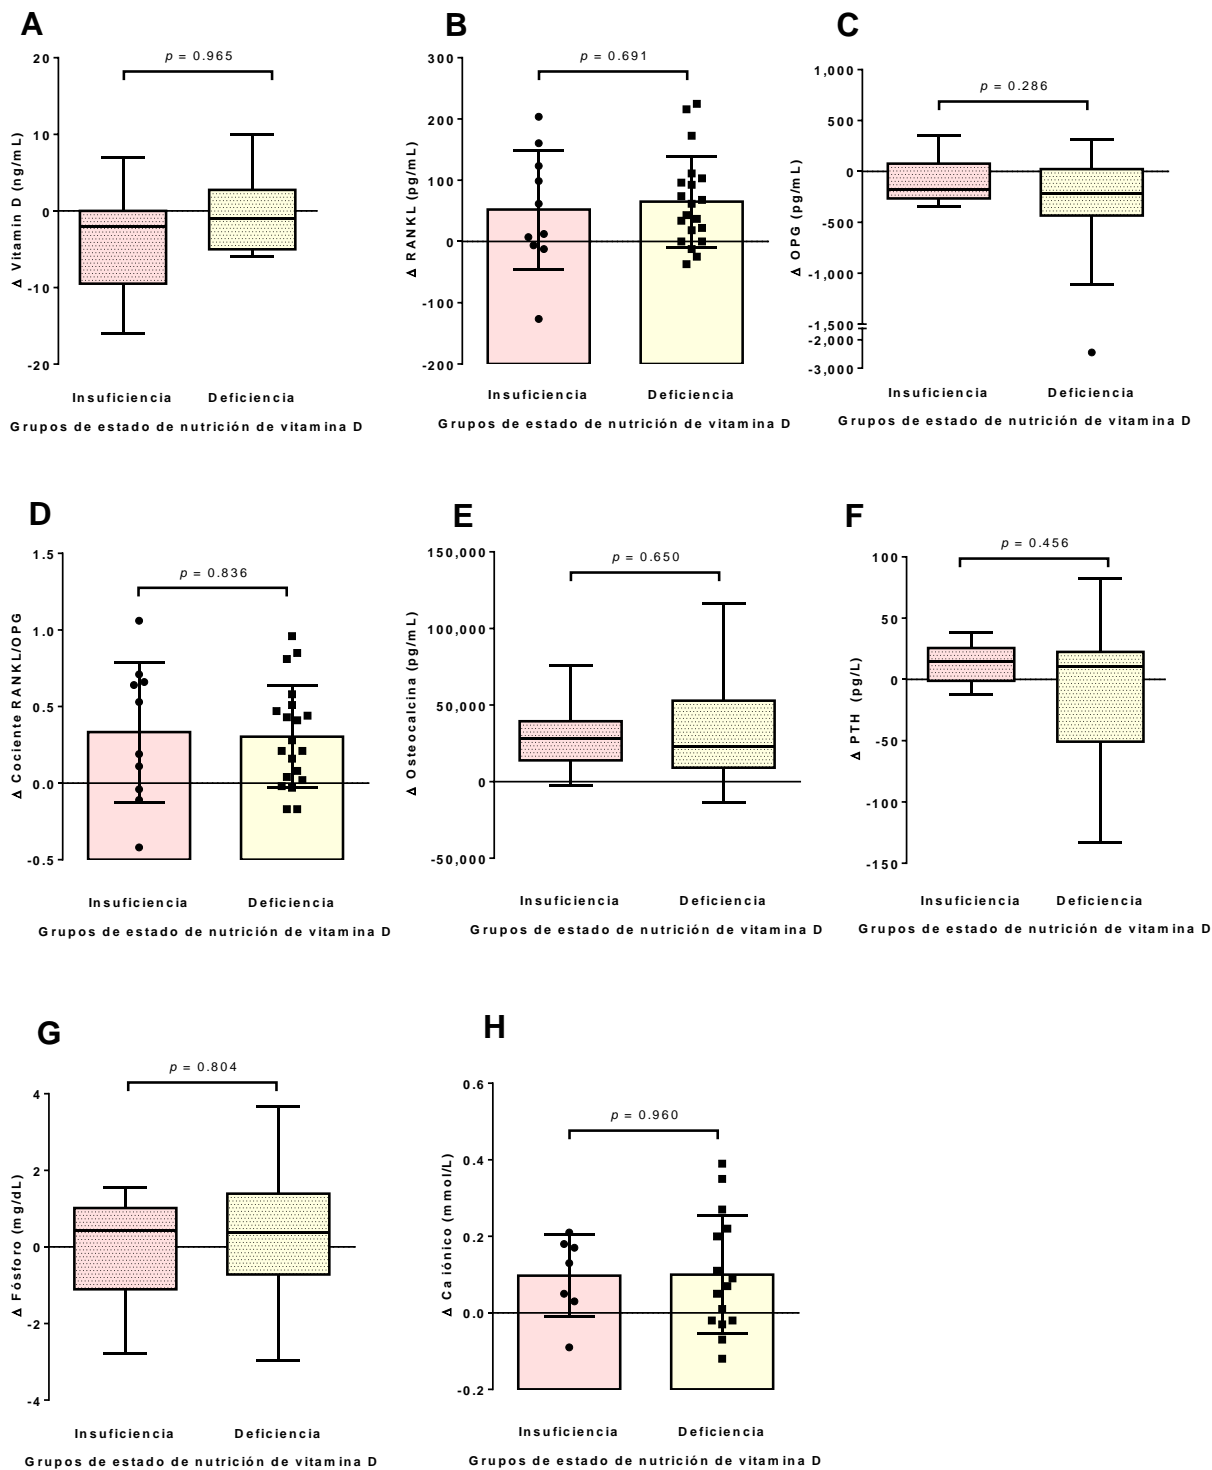 A
p = 0.965
20
10
0
-10
-20
Δ Vitamin D (ng/mL)
Insuficiencia Deficiencia
Grupos de estado de nutrición de vitamina D
B
p = 0.691
300
200
100
0
-100
-200
Δ RANKL (pg/mL)
Insuficiencia Deficiencia
Grupos de estado de nutrición de vitamina D
C
p = 0.286
1,000
500
0
-500
-1,000
-1,500
-2,000
-3,000
Δ OPG (pg/mL)
Insuficiencia Deficiencia
Grupos de estado de nutrición de vitamina D
D
p = 0.836
1.5
1.0
0.5
0.0
-0.5
Δ Cociente RANKL/OPG
Insuficiencia Deficiencia
Grupos de estado de nutrición de vitamina D
E
p = 0.650
150,000
100,000
50,000
0
-50,000
Δ Osteocalcina (pg/mL)
Insuficiencia Deficiencia
Grupos de estado de nutrición de vitamina D
F
p = 0.456
100
50
0
-50
-100
-150
Δ PTH (pg/L)
Insuficiencia Deficiencia
Grupos de estado de nutrición de vitamina D
G
p = 0.804
4
2
0
-2
-4
Δ Fósforo (mg/dL)
Insuficiencia Deficiencia
Grupos de estado de nutrición de vitamina D
H
p = 0.960
0.6
0.4
0.2
0.0
-0.2
Δ Ca iónico (mmol/L)
Insuficiencia Deficiencia
Grupos de estado de nutrición de vitamina D